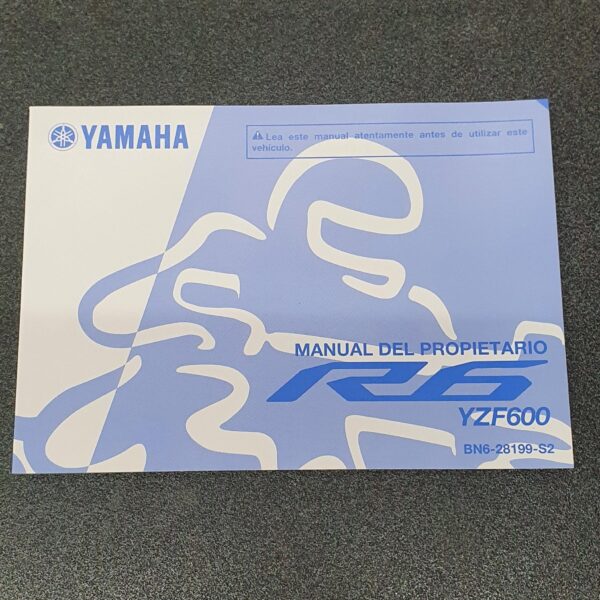 YAMAHA
⚠ Lea este manual atentamente antes de utilizar este
vehículo.
MANUAL DEL PROPIETARIO
R6
YZF600
BN6-28199-S2